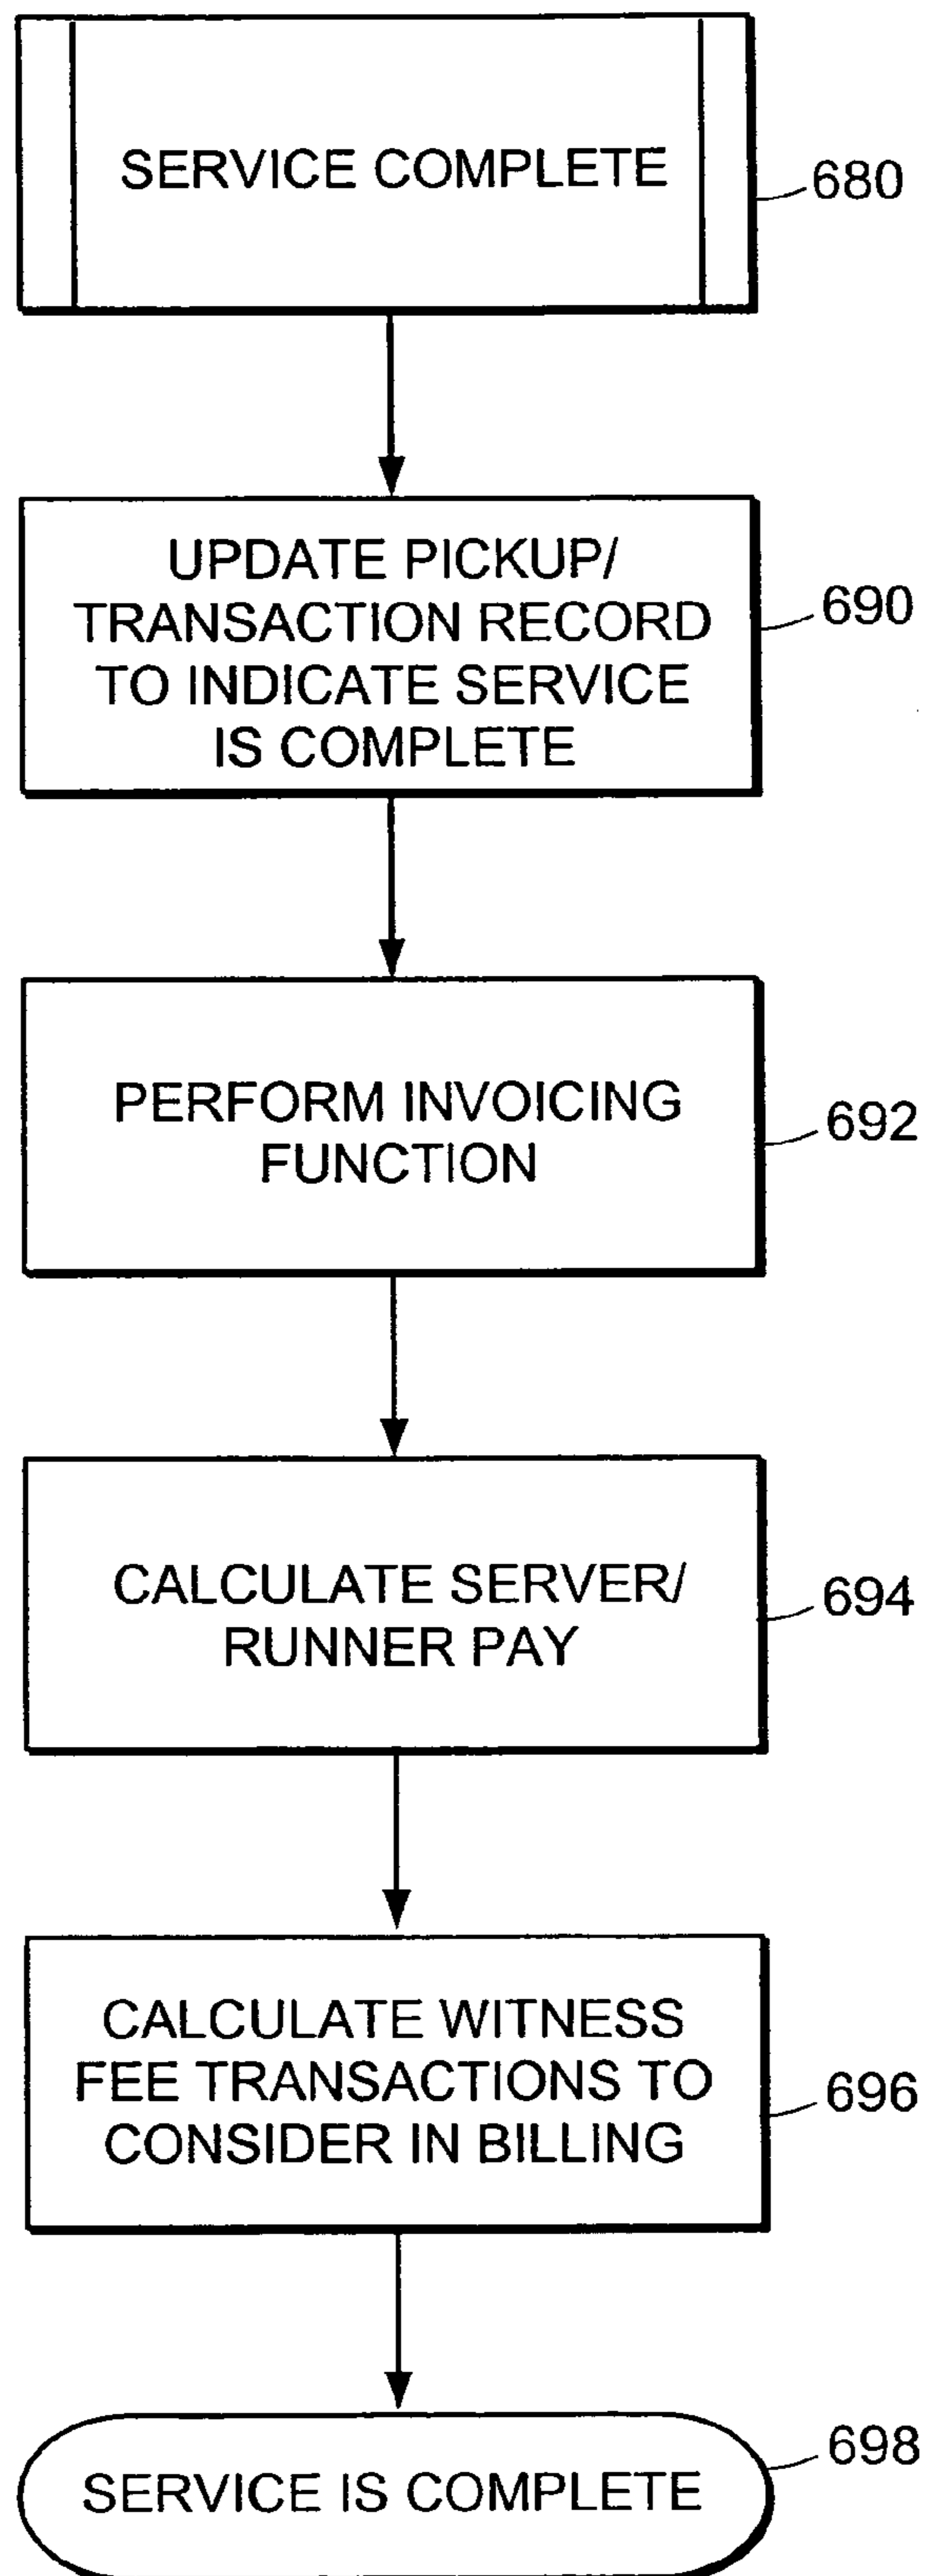 SERVICE COMPLETE
680
UPDATE PICKUP/
TRANSACTION RECORD
TO INDICATE SERVICE
IS COMPLETE
690
PERFORM INVOICING
FUNCTION
692
CALCULATE SERVER/
RUNNER PAY
694
CALCULATE WITNESS
FEE TRANSACTIONS TO
CONSIDER IN BILLING
696
SERVICE IS COMPLETE
698